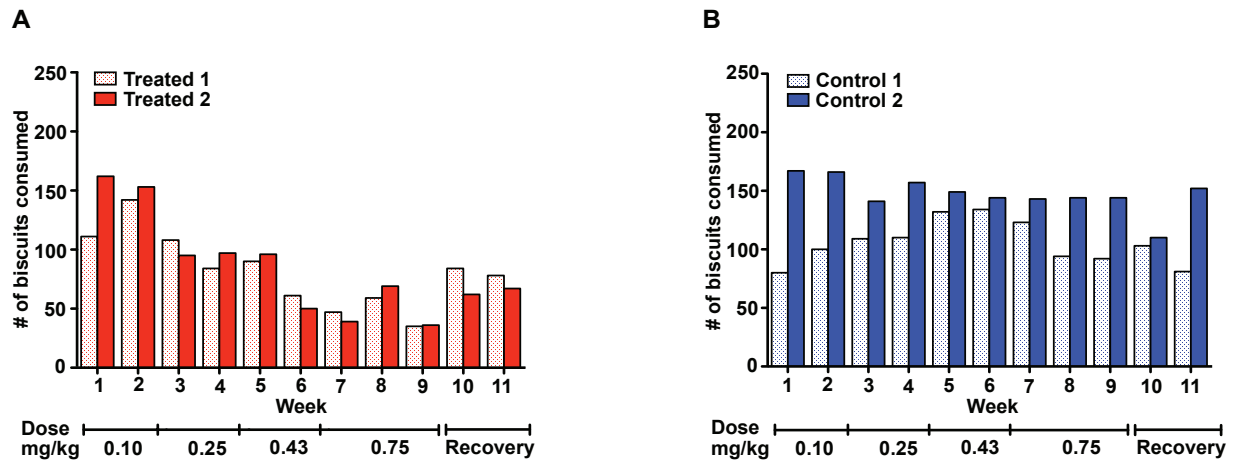 A
# of biscuits consumed
250
200
150
100
50
0
Treated 1
Treated 2
1 2 3 4 5 6 7 8 9 10 11
Week
Dose
mg/kg 0.10 0.25 0.43 0.75 Recovery
B
# of biscuits consumed
250
200
150
100
50
0
Control 1
Control 2
1 2 3 4 5 6 7 8 9 10 11
Week
Dose
mg/kg 0.10 0.25 0.43 0.75 Recovery